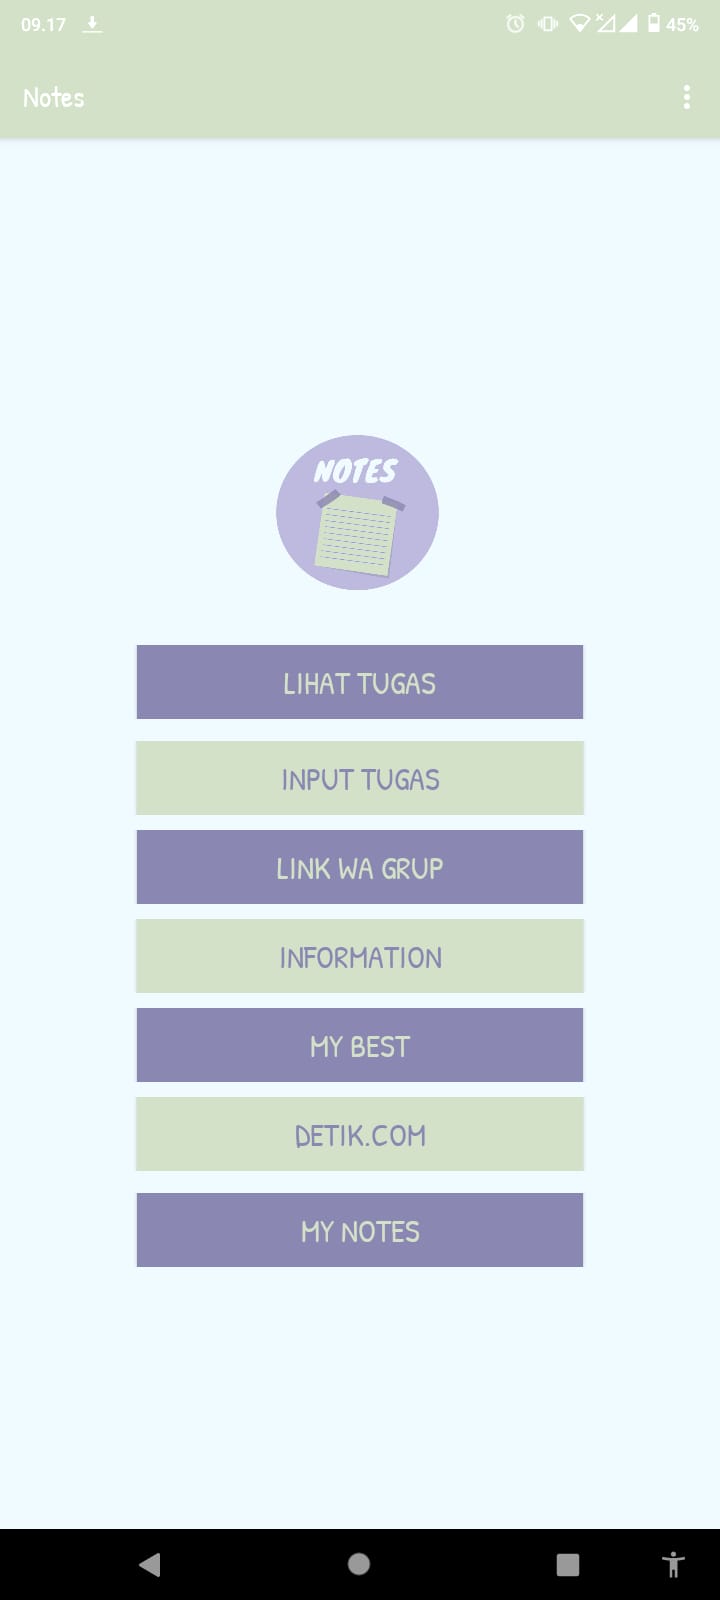 09.17
45%
Notes
NOTES
LIHAT TUGAS
INPUT TUGAS
LINK WA GRUP
INFORMATION
MY BEST
DETIK.COM
MY NOTES